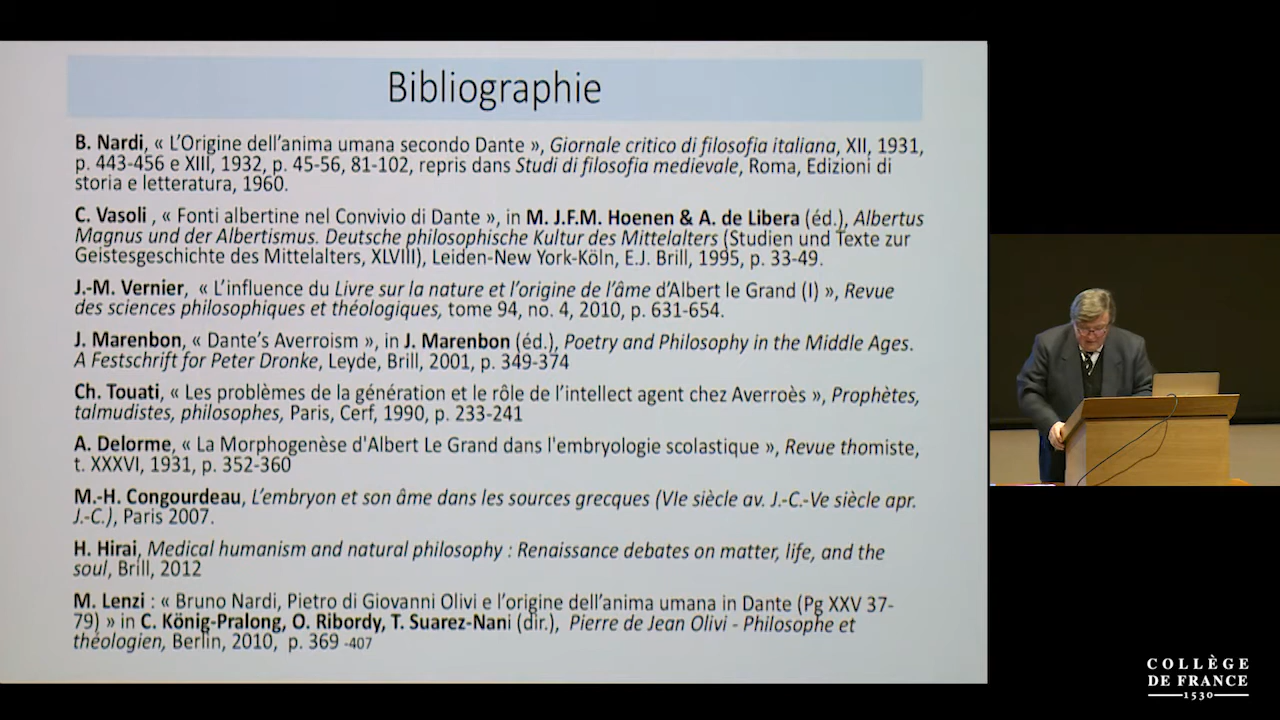 Bibliographie
B. Nardi, « L'Origine dell'anima umana secondo Dante », Giornale critico di filosofia italiana, XII, 1931,
p. 443-456 e XIII, 1932, p. 45-56, 81-102, repris dans Studi di filosofia medievale, Roma, Edizioni di
storia e letteratura, 1960.
C. Vasoli , « Fonti albertine nel Convivio di Dante », in M. J.F.M. Hoenen & A. de Libera (éd.), Albertus
Magnus und der Albertismus. Deutsche philosophische Kultur des Mittelalters (Studien und Texte zur
Geistesgeschichte des Mittelalters, XLVIII), Leiden-New York-Köln, E.J. Brill, 1995, p. 33-49.
J.-M. Vernier, « L'influence du Livre sur la nature et l'origine de l'âme d'Albert le Grand (I) », Revue
des sciences philosophiques et théologiques, tome 94, no. 4, 2010, p. 631-654.
J. Marenbon, « Dante's Averroism », in J. Marenbon (éd.), Poetry and Philosophy in the Middle Ages.
A Festschrift for Peter Dronke, Leyde, Brill, 2001, p. 349-374
Ch. Touati, « Les problèmes de la génération et le rôle de l'intellect agent chez Averroès », Prophètes,
talmudistes, philosophes, Paris, Cerf, 1990, p. 233-241
A. Delorme, « La Morphogenèse d'Albert Le Grand dans l'embryologie scolastique », Revue thomiste,
t. XXXVI, 1931, p. 352-360
M.-H. Congourdeau, L'embryon et son âme dans les sources grecques (VIe siècle av. J.-C.-Ve siècle apr.
J.-C.), Paris 2007.
H. Hirai, Medical humanism and natural philosophy : Renaissance debates on matter, life, and the
soul, Brill, 2012
M. Lenzi : « Bruno Nardi, Pietro di Giovanni Olivi e l'origine dell'anima umana in Dante (Pg XXV 37-
79) » in C. König-Pralong, O. Ribordy, T. Suarez-Nani (dir.), Pierre de Jean Olivi - Philosophe et
théologien, Berlin, 2010, p. 369 -407
COLLÈGE
DE FRANCE
1530